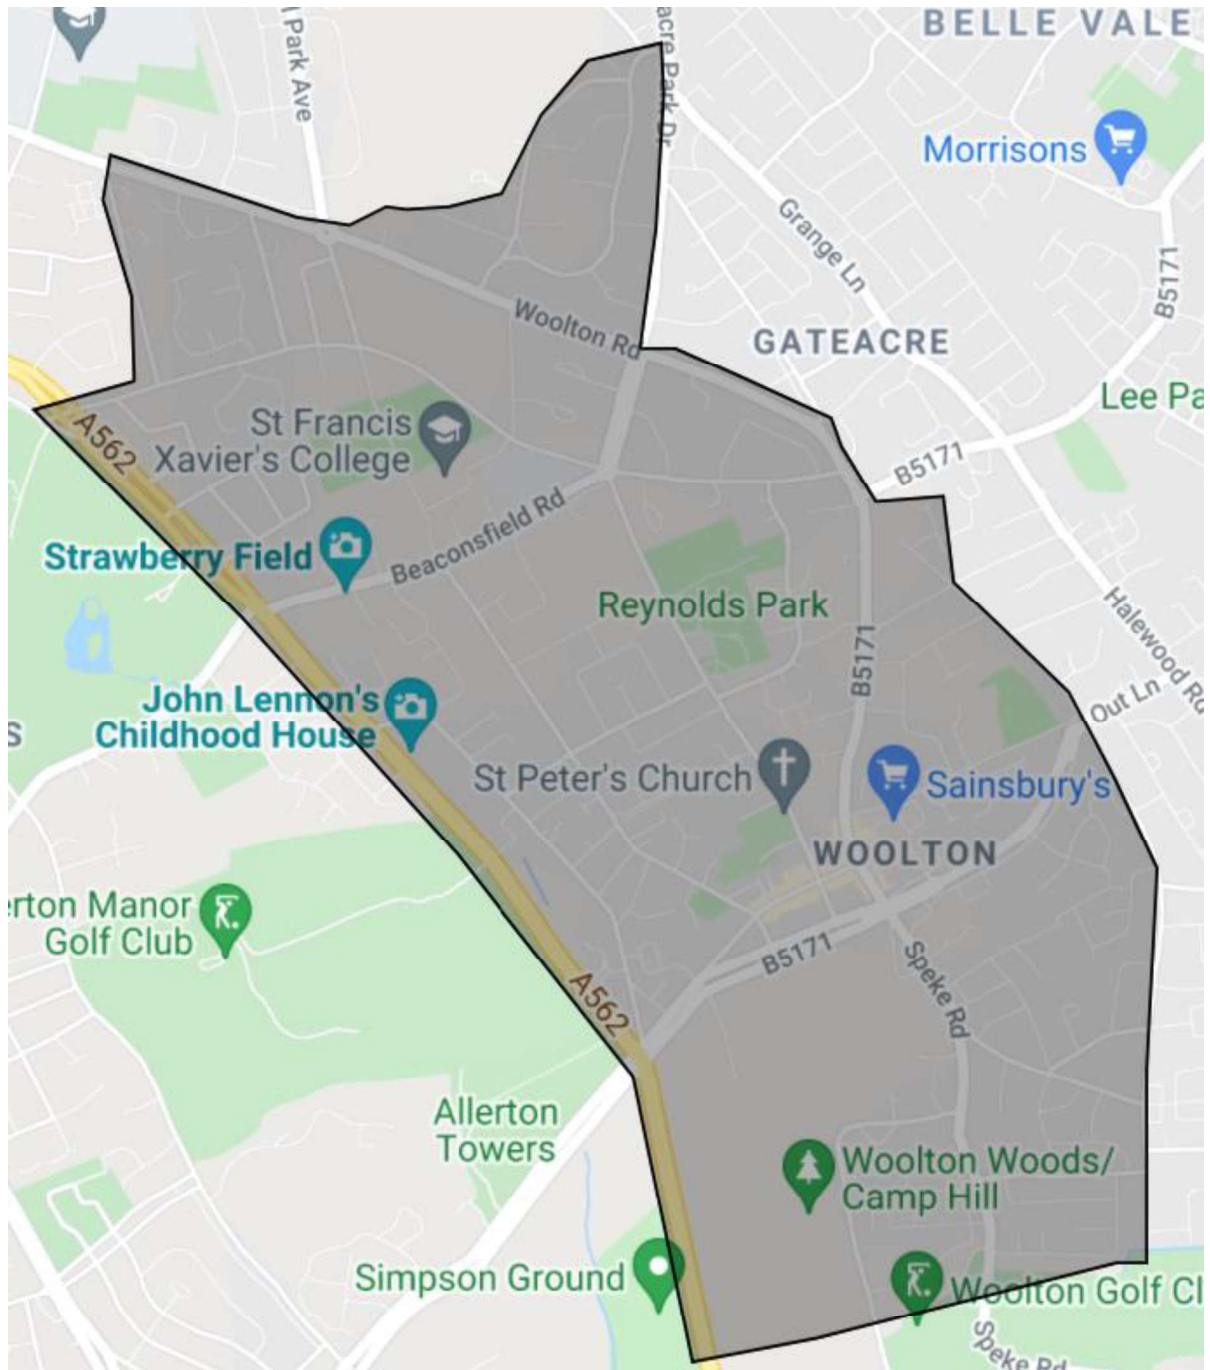 l Park Ave
acre Park Dr
BELLE VALE
Morrisons
Grange Ln
B5171
Woolton Rd
GATEACRE
Lee Pa
A562
St Francis
Xavier's College
B5171
Beaconsfield Rd
Strawberry Field
Reynolds Park
Halewood Rd
B5171
John Lennon's
Childhood House
Out Ln
S
St Peter's Church
Sainsbury's
WOOLTON
erton Manor
Golf Club
B5171
Speke Rd
A562
Allerton
Towers
Woolton Woods/
Camp Hill
Simpson Ground
Woolton Golf Cl
Speke Rd